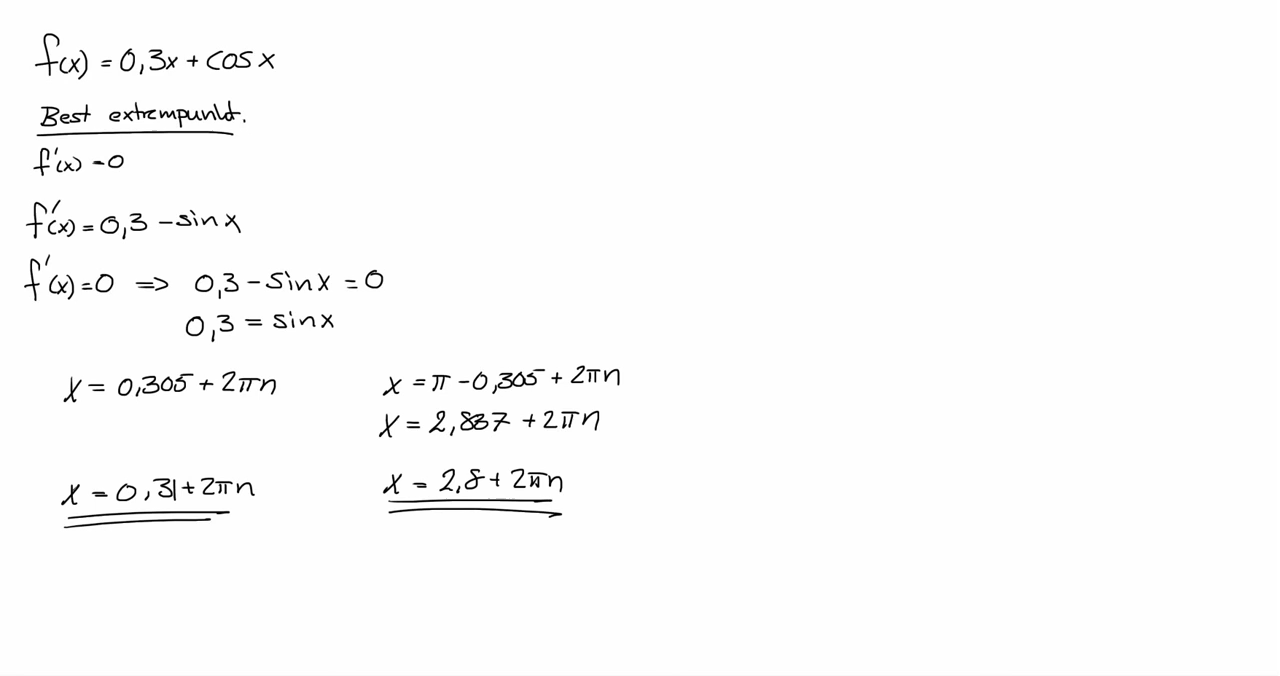 f(x) = 0,3x + cos x
Best extrempunkt.
f'(x) = 0
f'(x) = 0,3 - sin x
f'(x) = 0 => 0,3 - sin x = 0
0,3 = sin x
x = 0,305 + 2πn
x = π - 0,305 + 2πn
x = 2,837 + 2πn
x = 0,31 + 2πn
x = 2,8 + 2πn